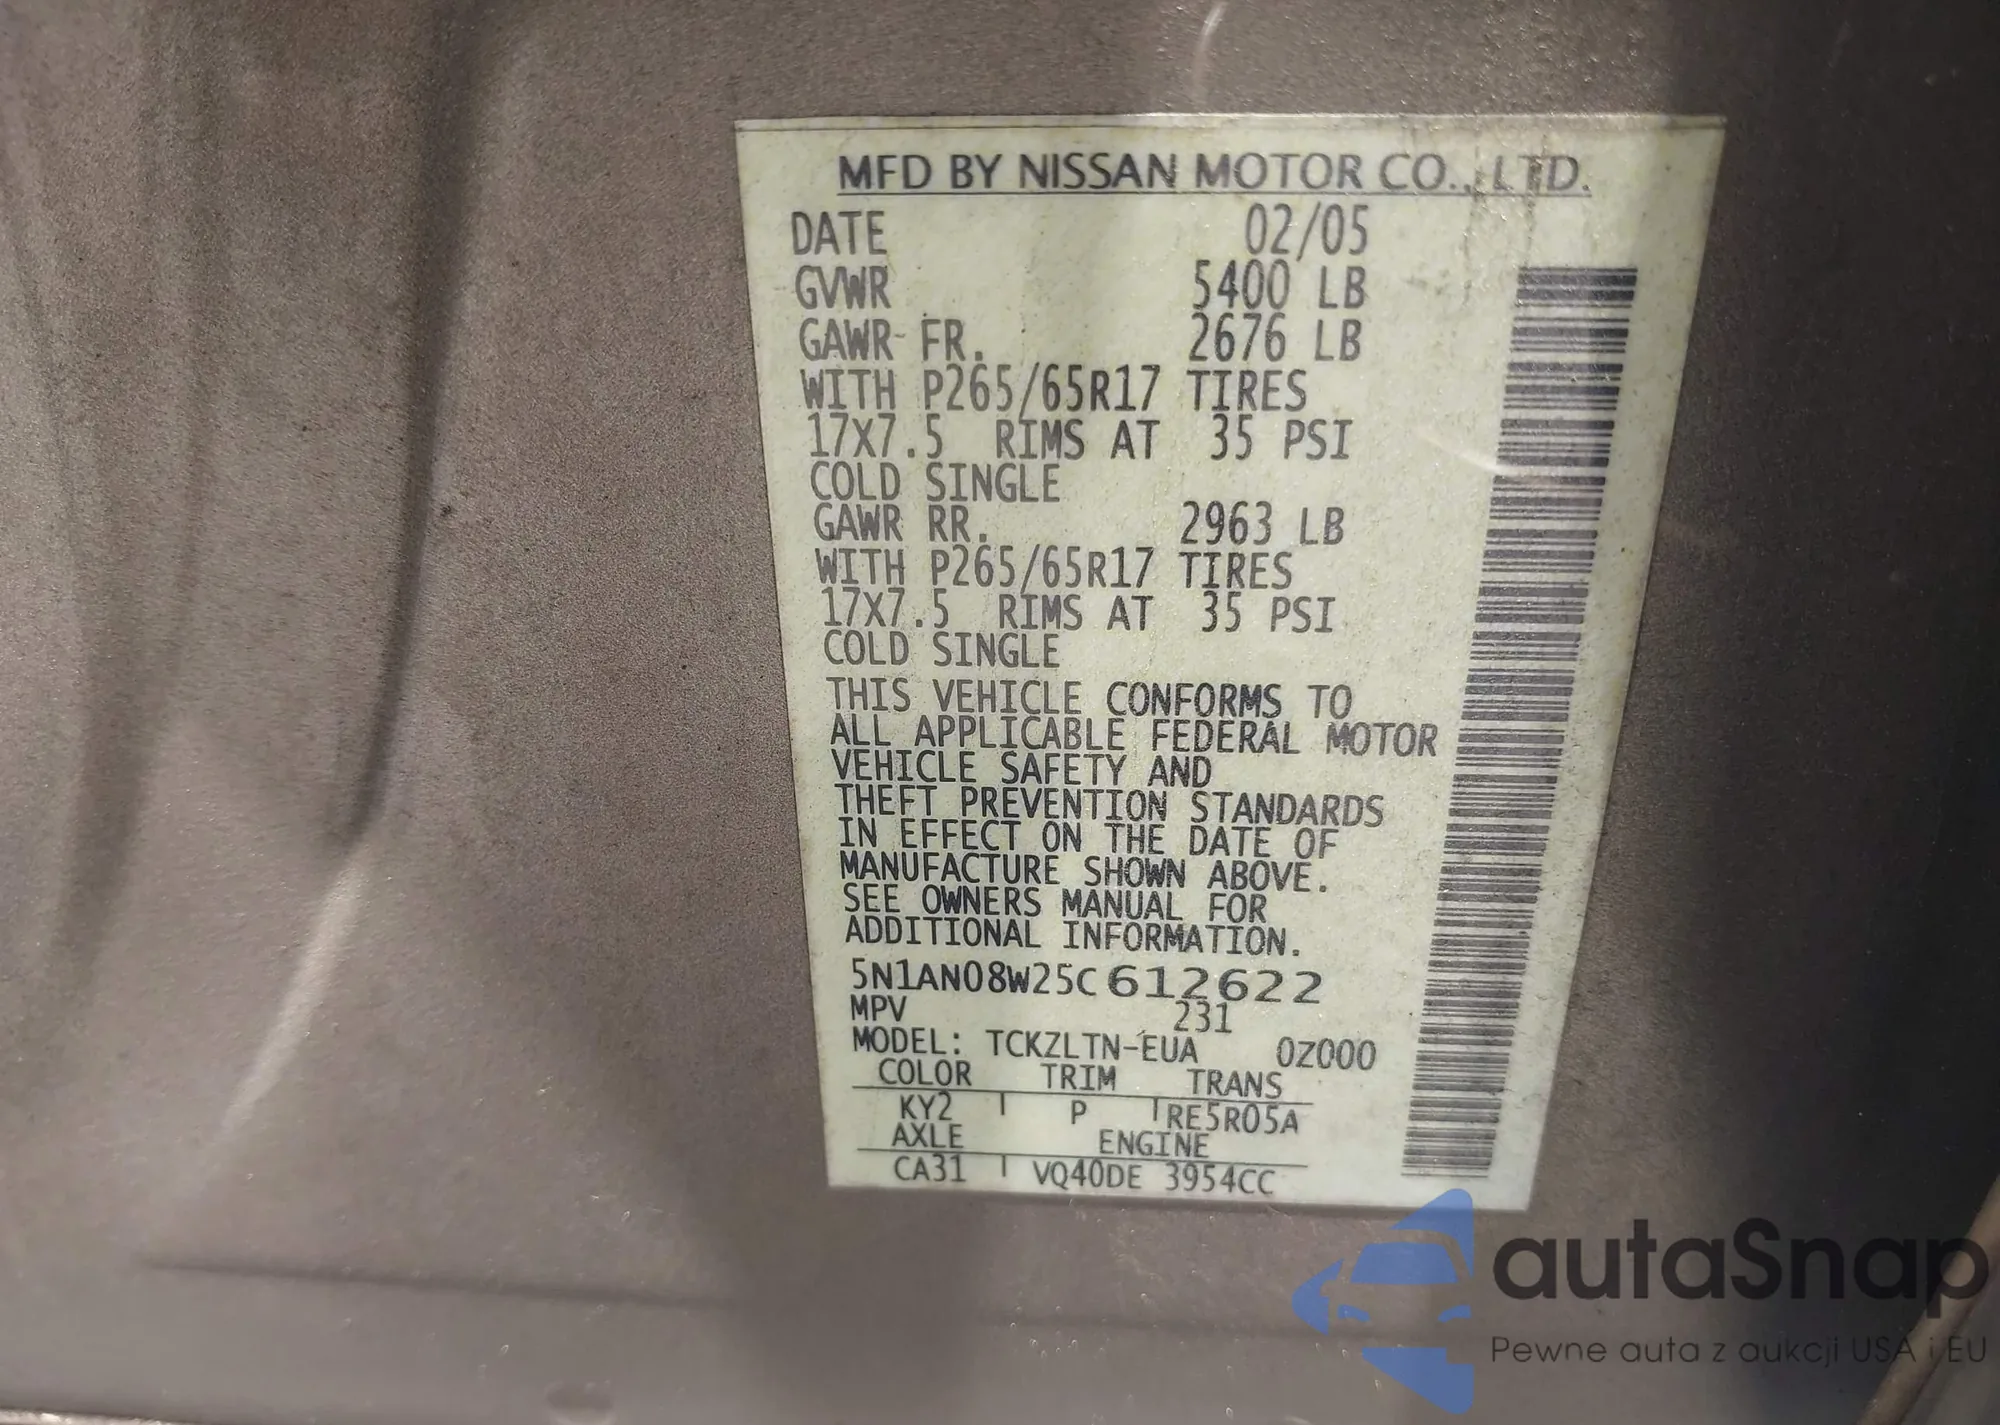 MFD BY NISSAN MOTOR CO., LTD.
DATE 02/05
GVWR 5400 LB
GAWR FR. 2676 LB
WITH P265/65R17 TIRES
17X7.5 RIMS AT 35 PSI
COLD SINGLE
GAWR RR. 2963 LB
WITH P265/65R17 TIRES
17X7.5 RIMS AT 35 PSI
COLD SINGLE
THIS VEHICLE CONFORMS TO
ALL APPLICABLE FEDERAL MOTOR
VEHICLE SAFETY AND
THEFT PREVENTION STANDARDS
IN EFFECT ON THE DATE OF
MANUFACTURE SHOWN ABOVE.
SEE OWNERS MANUAL FOR
ADDITIONAL INFORMATION.
5N1AN08W25C612622
MPV 231
MODEL: TCKZLTN-EUA 0Z000
COLOR TRIM TRANS
KY2 P RE5R05A
AXLE ENGINE
CA31 VQ40DE 3954CC
autaSnap
Pewne auta z aukcji USA i EU